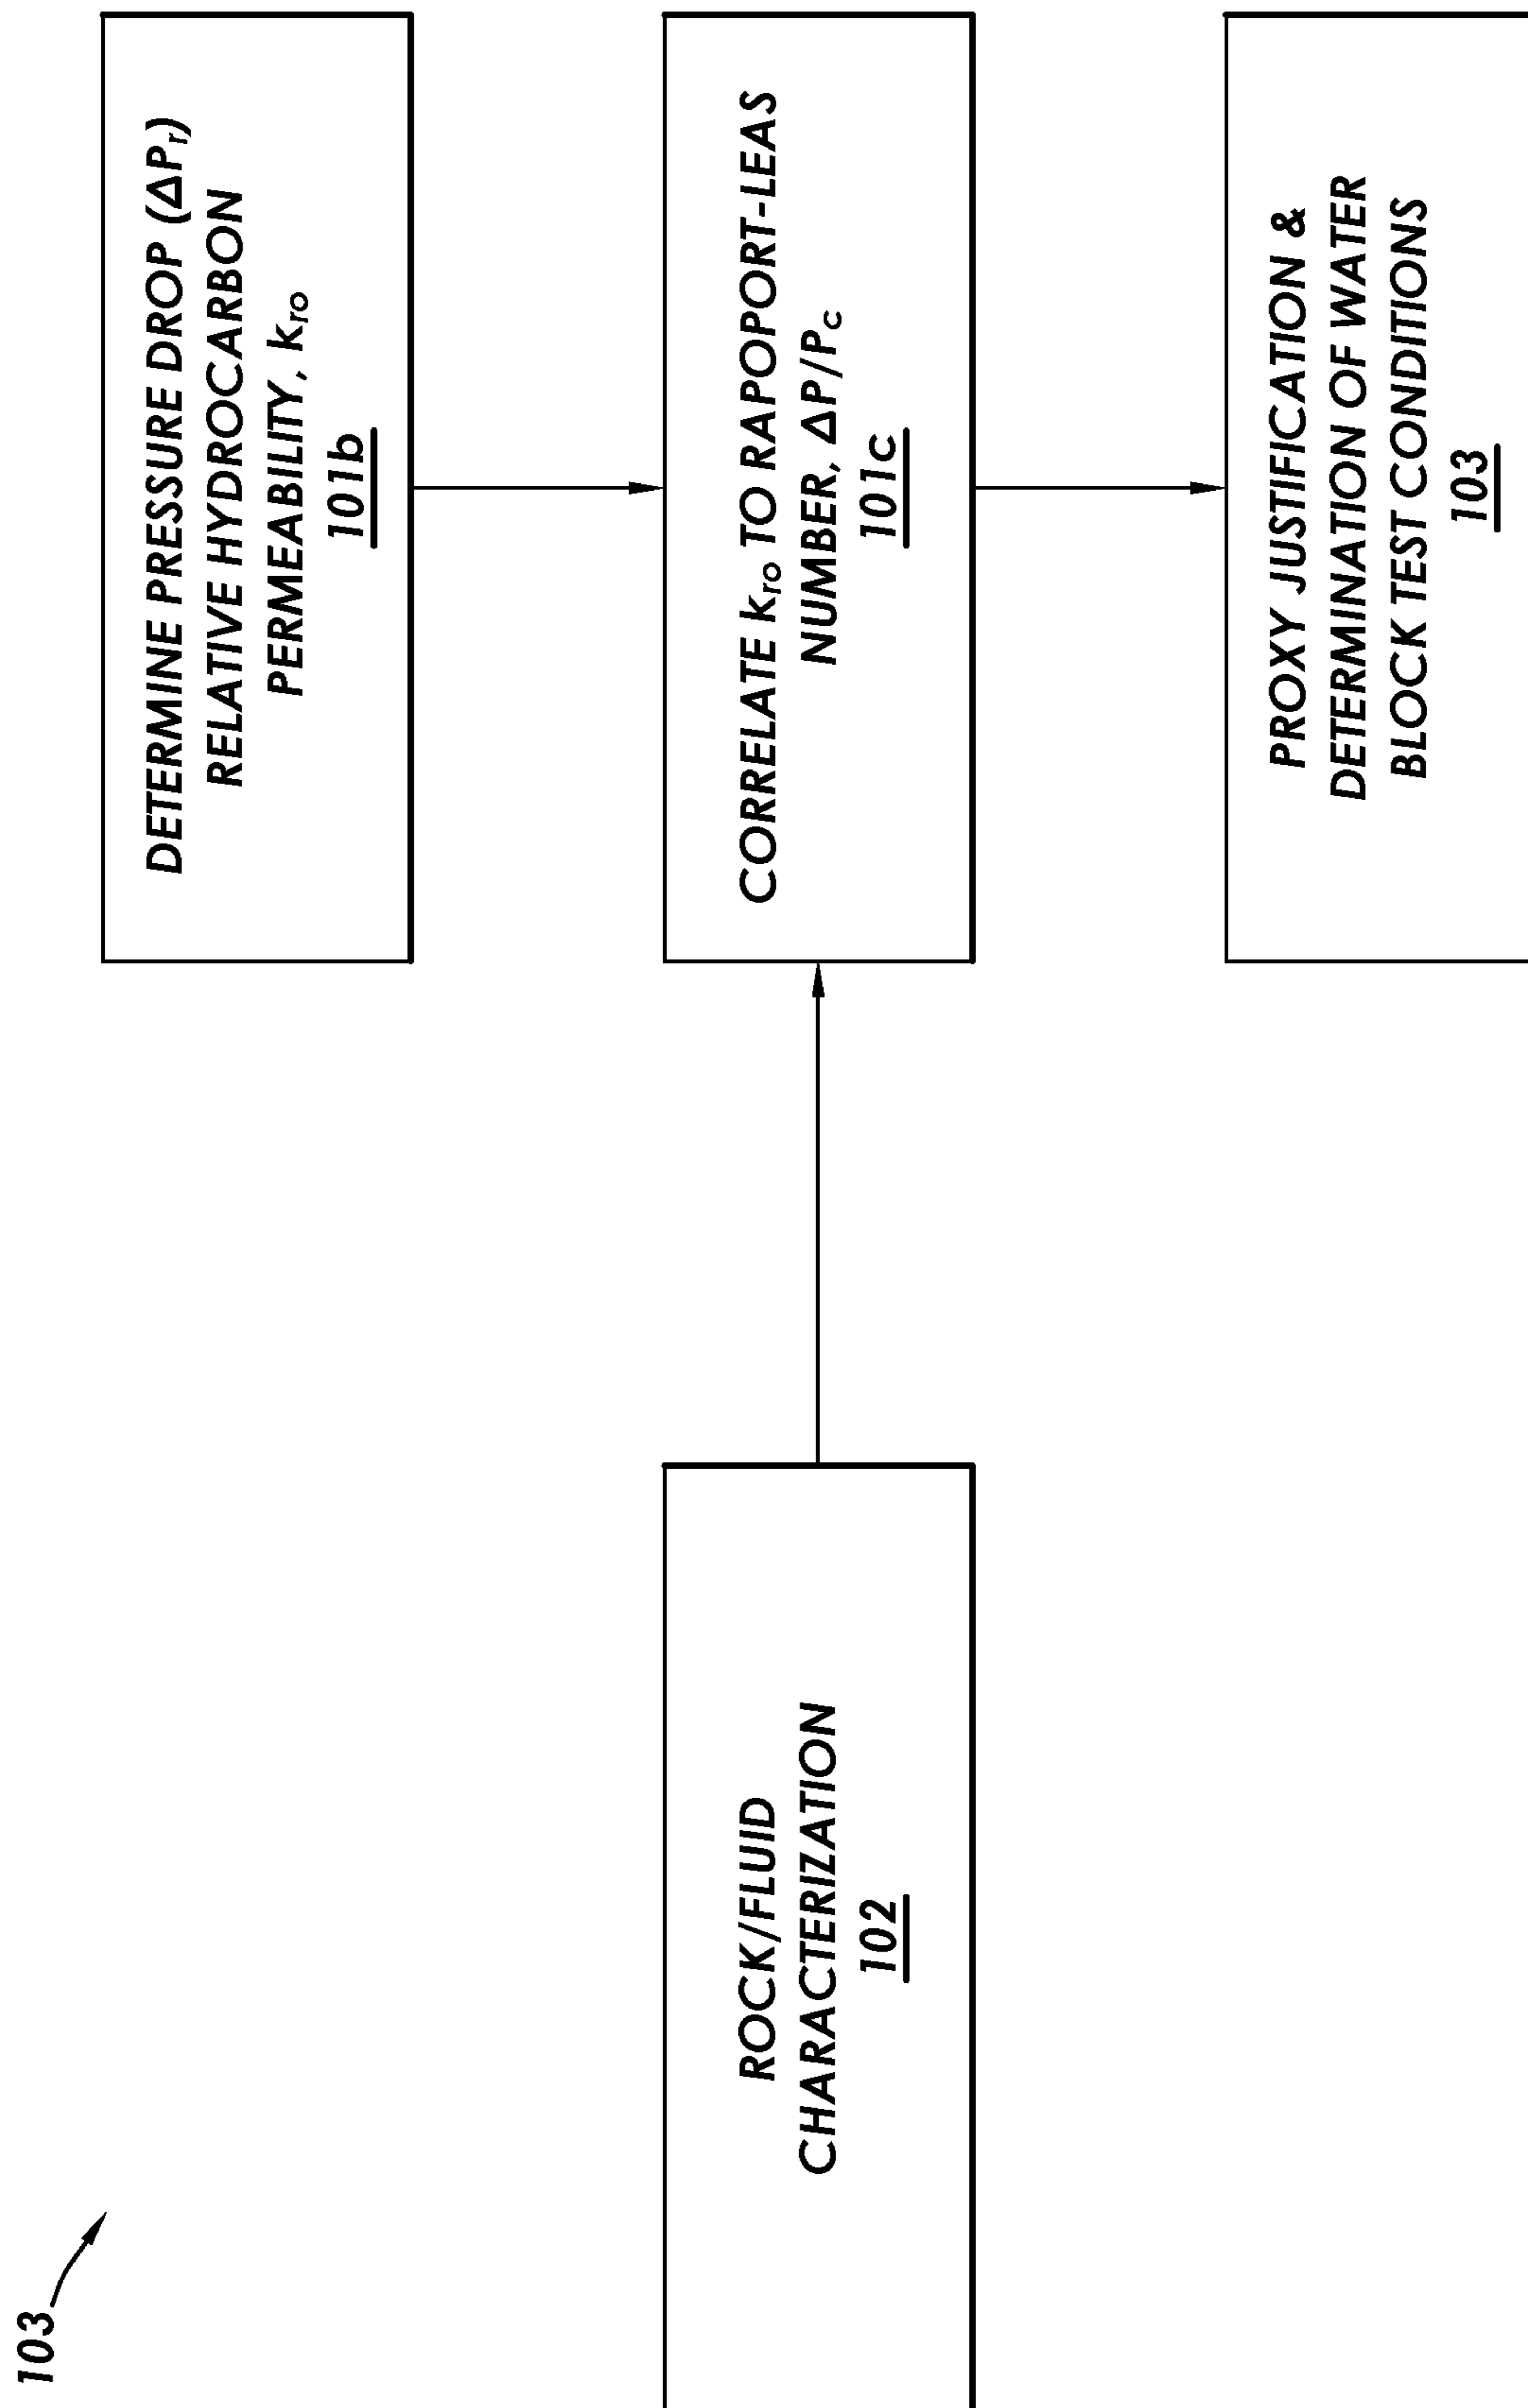 103
ROCK/FLUID
CHARACTERIZATION
102
DETERMINE PRESSURE DROP (ΔPr)
RELATIVE HYDROCARBON
PERMEABILITY, kro
101b
CORRELATE kro TO RAPOPORT-LEAS
NUMBER, ΔP/Pc
101c
PROXY JUSTIFICATION &
DETERMINATION OF WATER
BLOCK TEST CONDITIONS
103